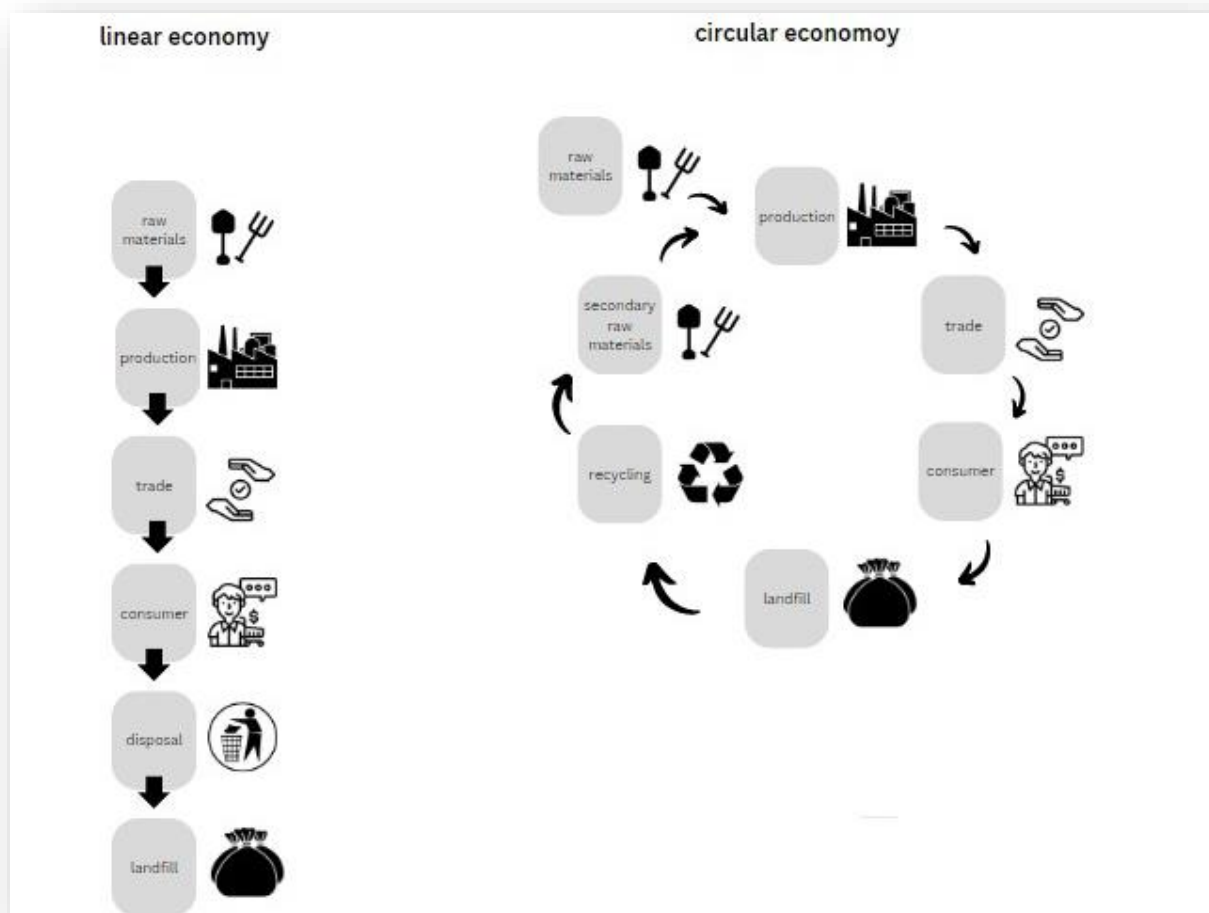 linear economy
circular economoy
raw
materials
production
trade
consumer
disposal
landfill
raw
materials
production
trade
consumer
landfill
recycling
secondary
raw
materials